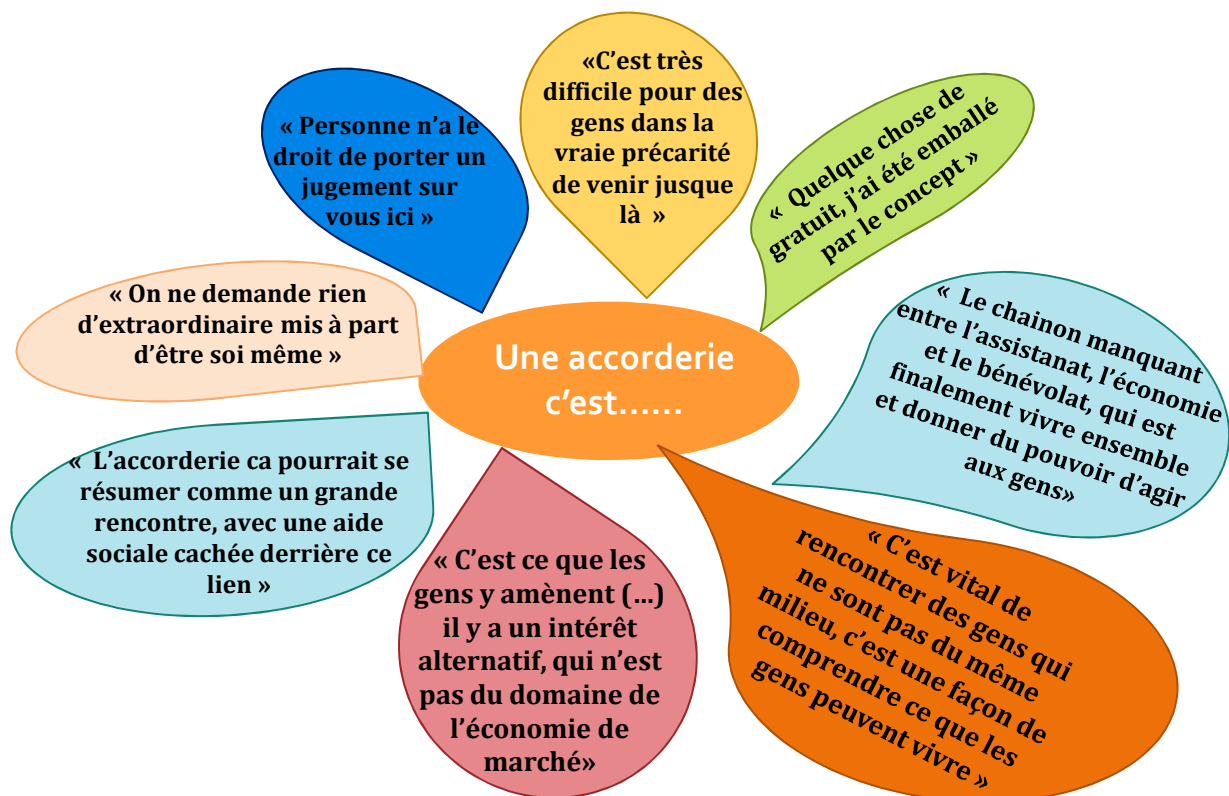 «C’est très
difficile pour des
gens dans la
vraie précarité
de venir jusque
là »
« Personne n’a le
droit de porter un
jugement sur
vous ici »
« Quelque chose de
gratuit, j’ai été emballé
par le concept »
« On ne demande rien
d’extraordinaire mis à part
d’être soi même »
Une accorderie
c’est……
« Le chainon manquant
entre l’assistanat, l’économie
et le bénévolat, qui est
finalement vivre ensemble
et donner du pouvoir d’agir
aux gens»
« L’accorderie ca pourrait se
résumer comme un grande
rencontre, avec une aide
sociale cachée derrière ce
lien »
« C’est ce que les
gens y amènent (…)
il y a un intérêt
alternatif, qui n’est
pas du domaine de
l’économie de
marché»
« C’est vital de
rencontrer des gens qui
ne sont pas du même
milieu, c’est une façon de
comprendre ce que les
gens peuvent vivre »